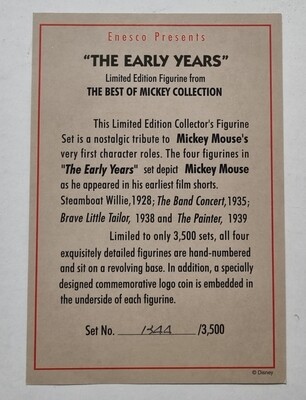 Enesco Presents
"THE EARLY YEARS"
Limited Edition Figurine from
THE BEST OF MICKEY COLLECTION
This Limited Edition Collector's Figurine
Set is a nostalgic tribute to Mickey Mouse's
very first character roles. The four figurines in
"The Early Years" set depict Mickey Mouse
as he appeared in his earliest film shorts.
Steamboat Willie,1928; The Band Concert,1935;
Brave Little Tailor, 1938 and The Painter, 1939
Limited to only 3,500 sets, all four
exquisitely detailed figurines are hand-numbered
and sit on a revolving base. In addition, a specially
designed commemorative logo coin is embedded in
the underside of each figurine.
Set No. 1344 /3,500
© Disney